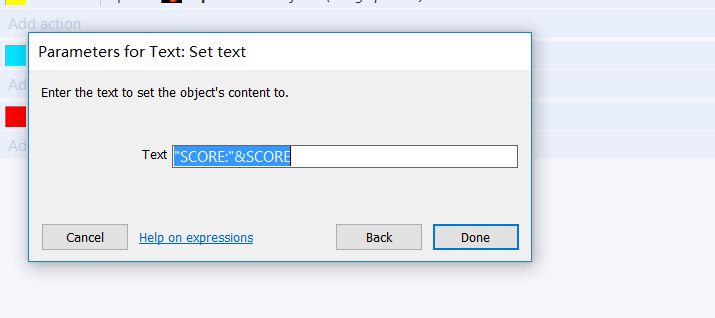 Add action
Parameters for Text: Set text
Ad
Enter the text to set the object's content to.
Ad
Text "SCORE:"&SCORE
Cancel Help on expressions Back Done